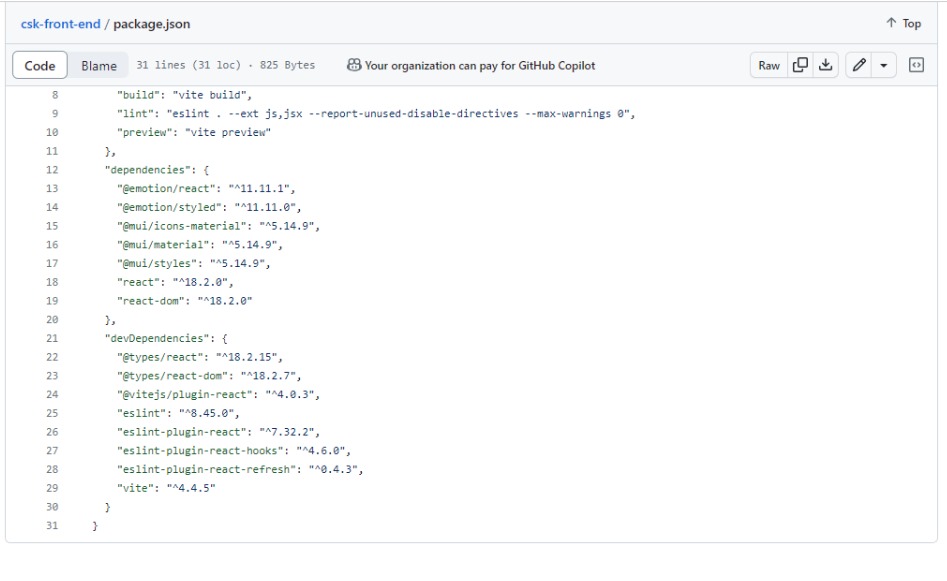 csk-front-end / package.json
Top
Code Blame 31 lines (31 loc) · 825 Bytes Your organization can pay for GitHub Copilot Raw
8 "build": "vite build",
9 "lint": "eslint . --ext js,jsx --report-unused-disable-directives --max-warnings 0",
10 "preview": "vite preview"
11 },
12 "dependencies": {
13 "@emotion/react": "^11.11.1",
14 "@emotion/styled": "^11.11.0",
15 "@mui/icons-material": "^5.14.9",
16 "@mui/material": "^5.14.9",
17 "@mui/styles": "^5.14.9",
18 "react": "^18.2.0",
19 "react-dom": "^18.2.0"
20 },
21 "devDependencies": {
22 "@types/react": "^18.2.15",
23 "@types/react-dom": "^18.2.7",
24 "@vitejs/plugin-react": "^4.0.3",
25 "eslint": "^8.45.0",
26 "eslint-plugin-react": "^7.32.2",
27 "eslint-plugin-react-hooks": "^4.6.0",
28 "eslint-plugin-react-refresh": "^0.4.3",
29 "vite": "^4.4.5"
30 }
31 }